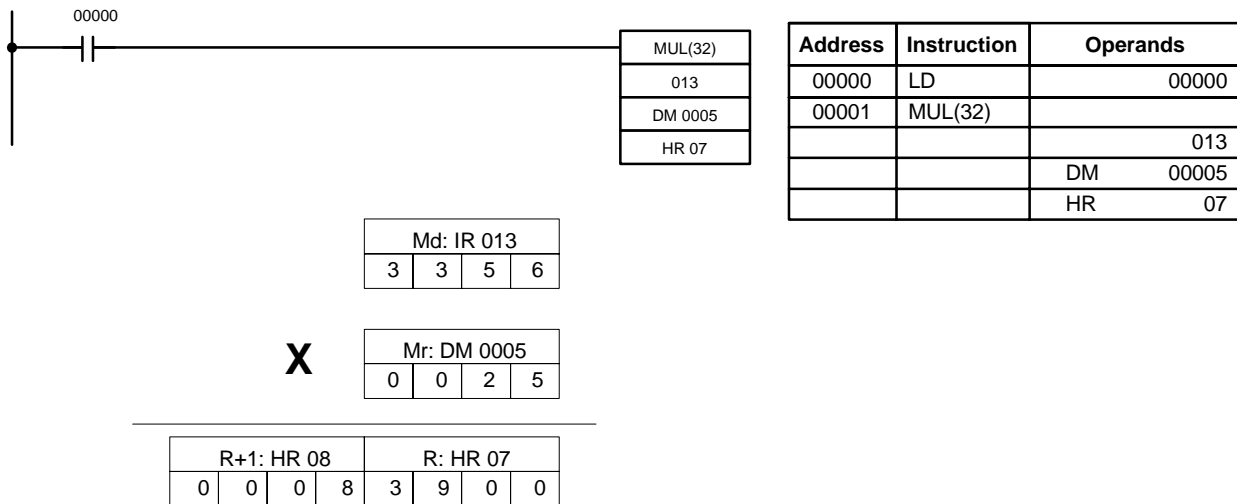 00000
MUL(32)
013
DM 0005
HR 07
Address Instruction Operands
00000 LD 00000
00001 MUL(32)
013
DM 00005
HR 07
Md: IR 013
3 3 5 6
X
Mr: DM 0005
0 0 2 5
R+1: HR 08 R: HR 07
0 0 0 8 3 9 0 0